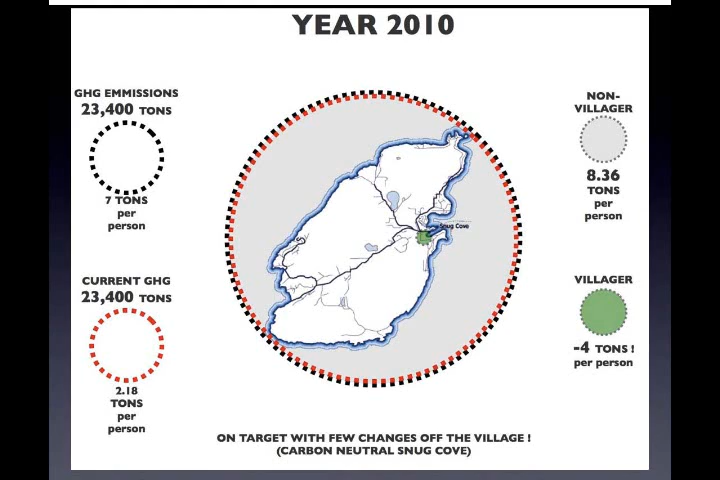 YEAR 2010
GHG EMMISSIONS
23,400 TONS
7 TONS
per
person
CURRENT GHG
23,400 TONS
2.18
TONS
per
person
Snug Cove
NON-
VILLAGER
8.36
TONS
per
person
VILLAGER
-4 TONS !
per person
ON TARGET WITH FEW CHANGES OFF THE VILLAGE !
(CARBON NEUTRAL SNUG COVE)